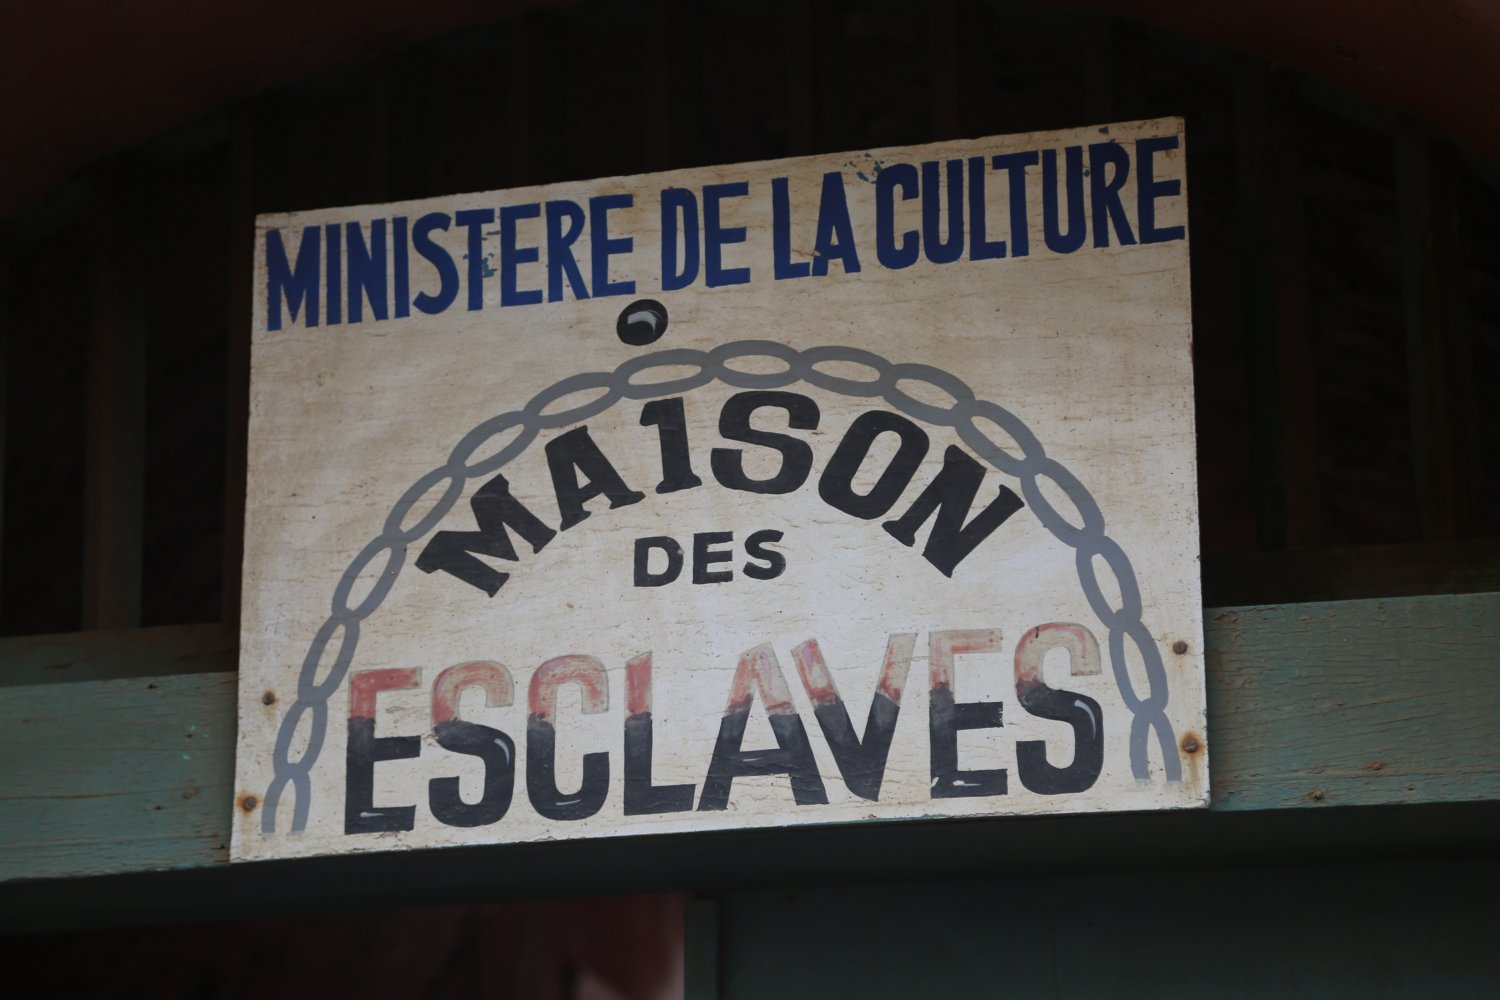 MINISTERE DE LA CULTURE
MAISON
DES
ESCLAVES